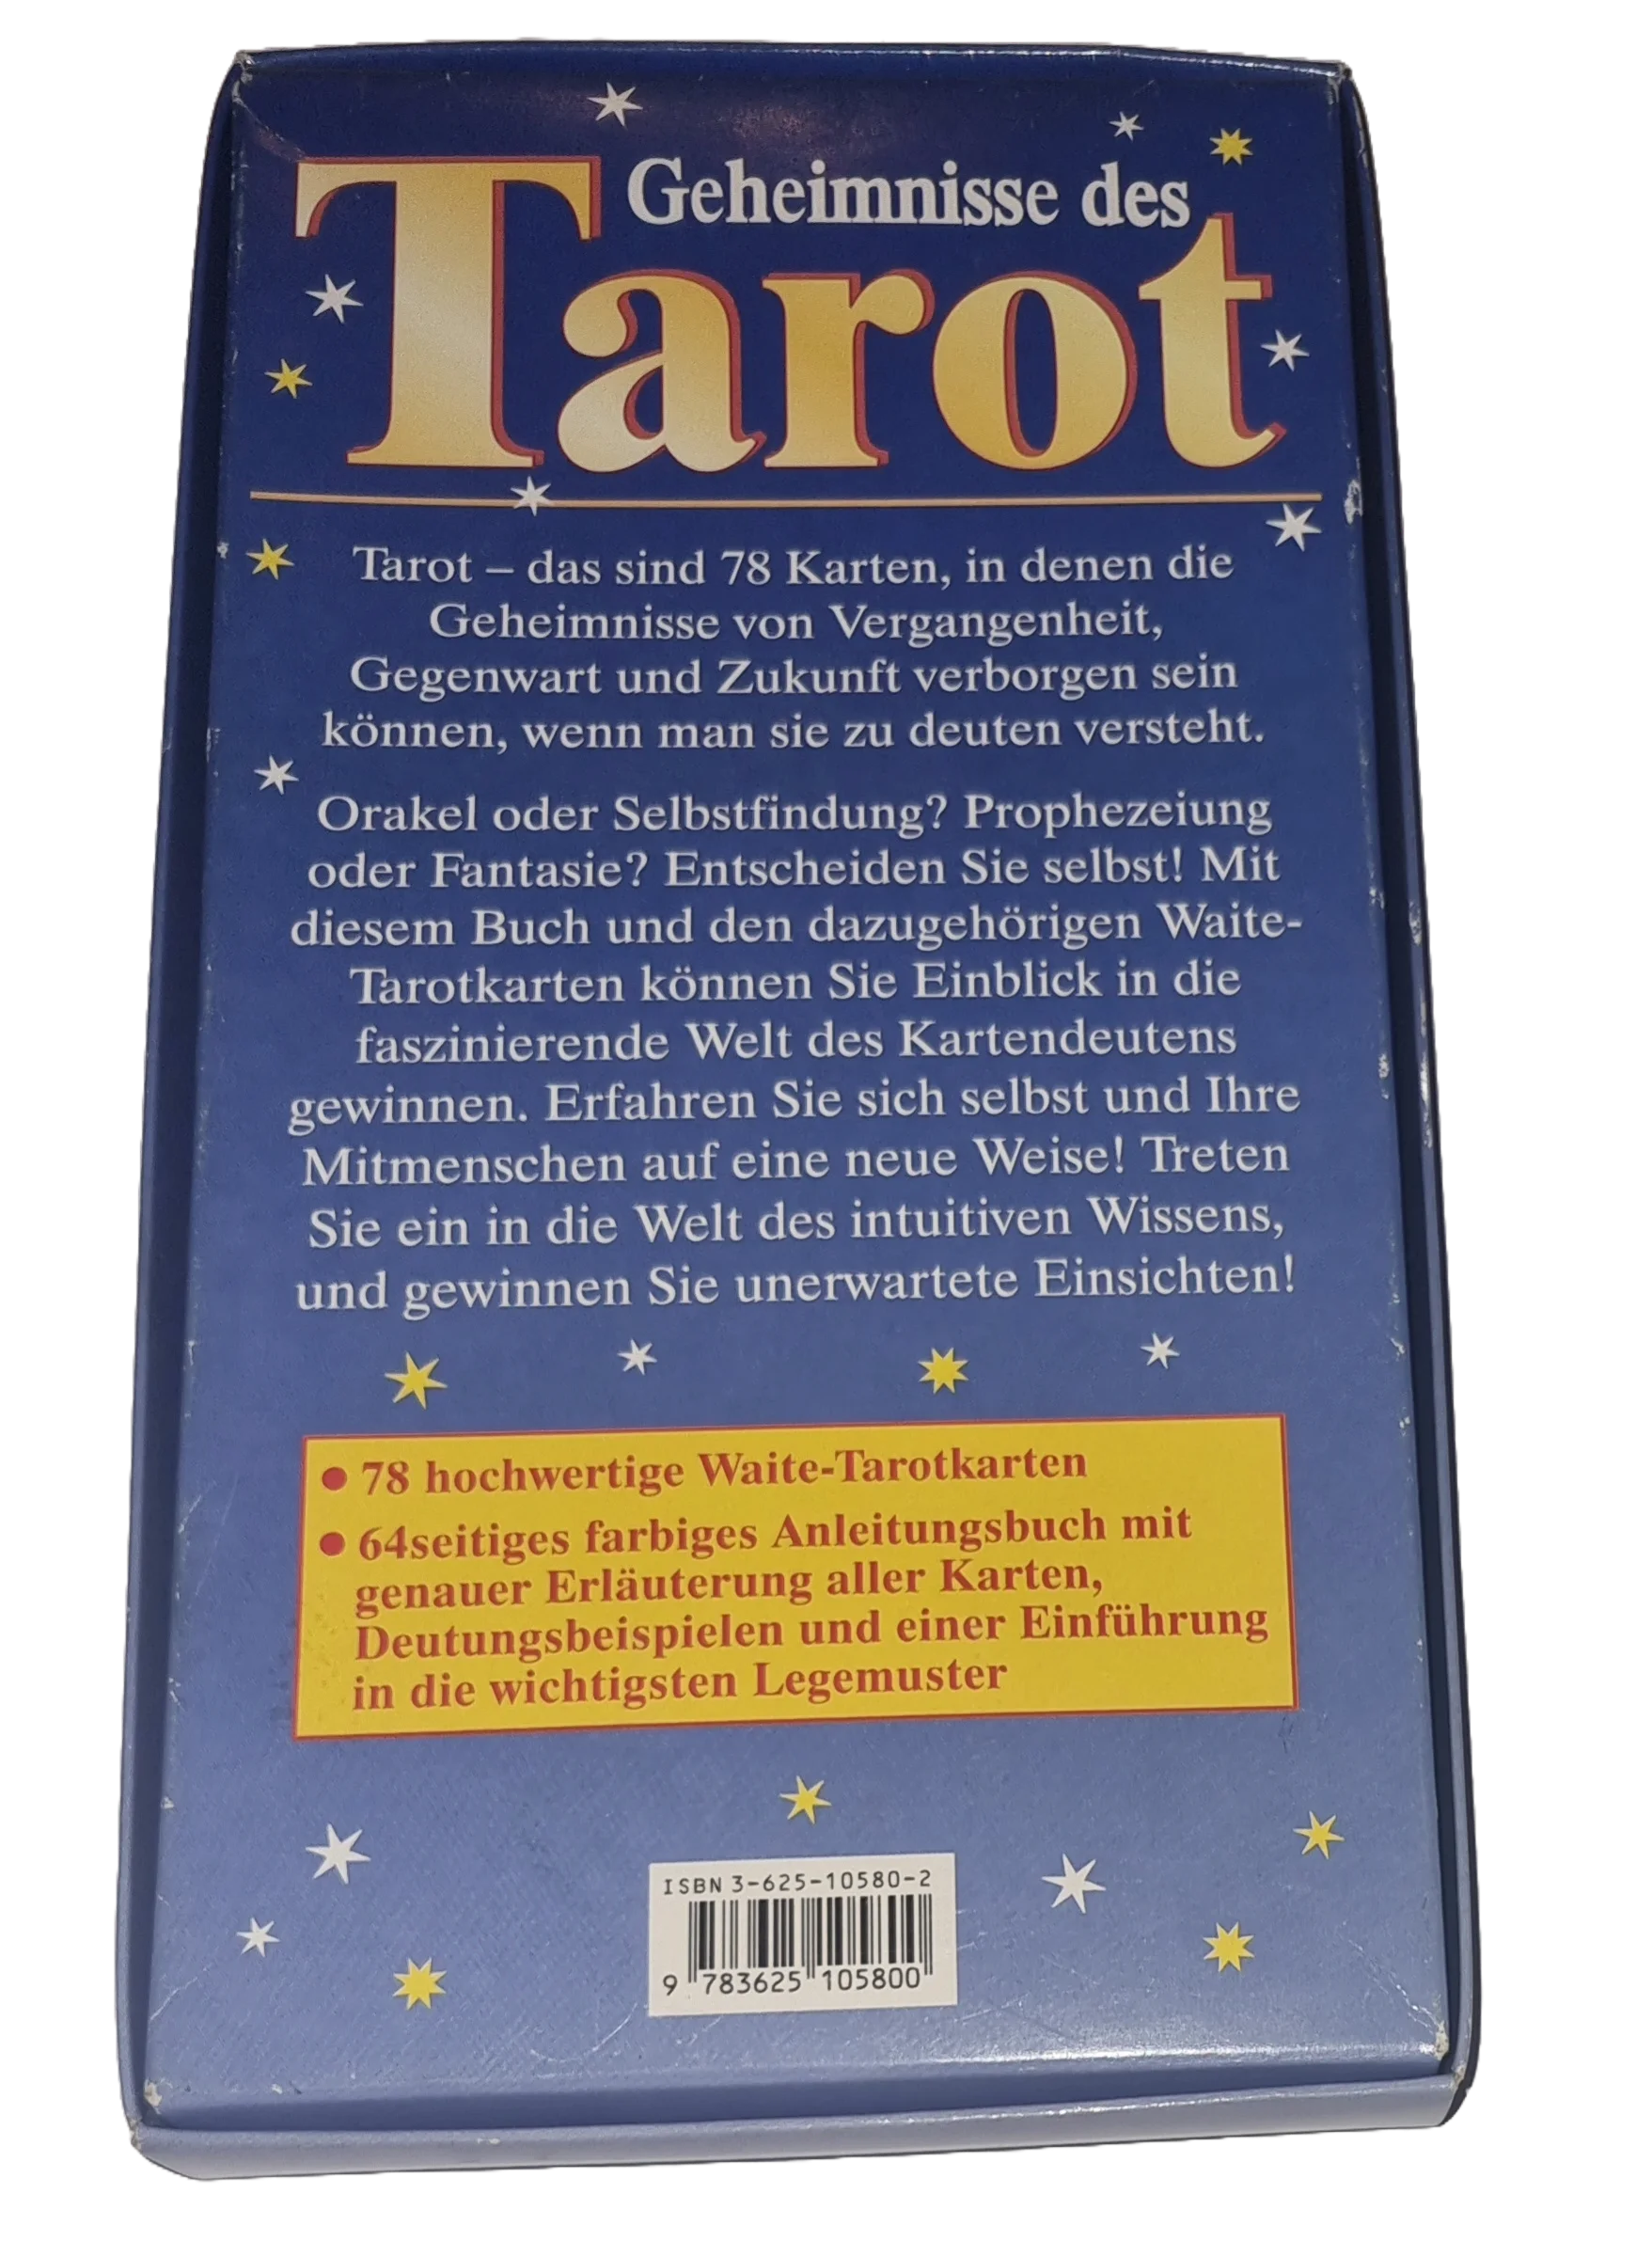 Geheimnisse des
Tarot
Tarot – das sind 78 Karten, in denen die
Geheimnisse von Vergangenheit,
Gegenwart und Zukunft verborgen sein
können, wenn man sie zu deuten versteht.
Orakel oder Selbstfindung? Prophezeiung
oder Fantasie? Entscheiden Sie selbst! Mit
diesem Buch und den dazugehörigen Waite-
Tarotkarten können Sie Einblick in die
faszinierende Welt des Kartendeutens
gewinnen. Erfahren Sie sich selbst und Ihre
Mitmenschen auf eine neue Weise! Treten
Sie ein in die Welt des intuitiven Wissens,
und gewinnen Sie unerwartete Einsichten!
• 78 hochwertige Waite-Tarotkarten
• 64seitiges farbiges Anleitungsbuch mit
genauer Erläuterung aller Karten,
Deutungsbeispielen und einer Einführung
in die wichtigsten Legemuster
ISBN 3-625-10580-2
9 783625 105800